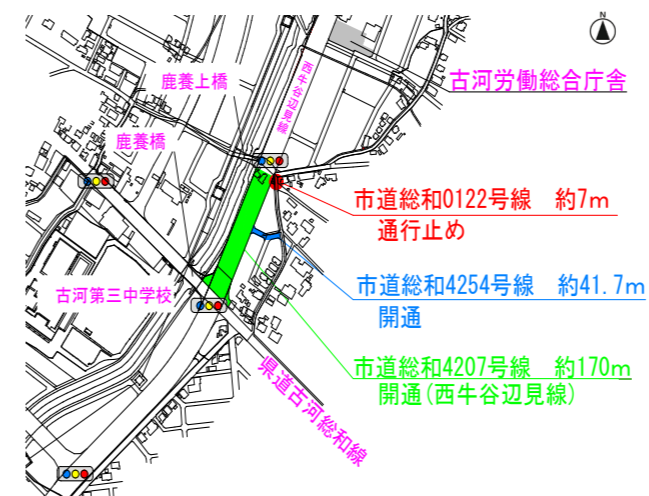 N
鹿養上橋
西牛谷辺見線
古河労働総合庁舎
鹿養橋
市道総和0122号線 約7m
通行止め
市道総和4254号線 約41.7m
開通
古河第三中学校
市道総和4207号線 約170m
開通(西牛谷辺見線)
県道古河総和線